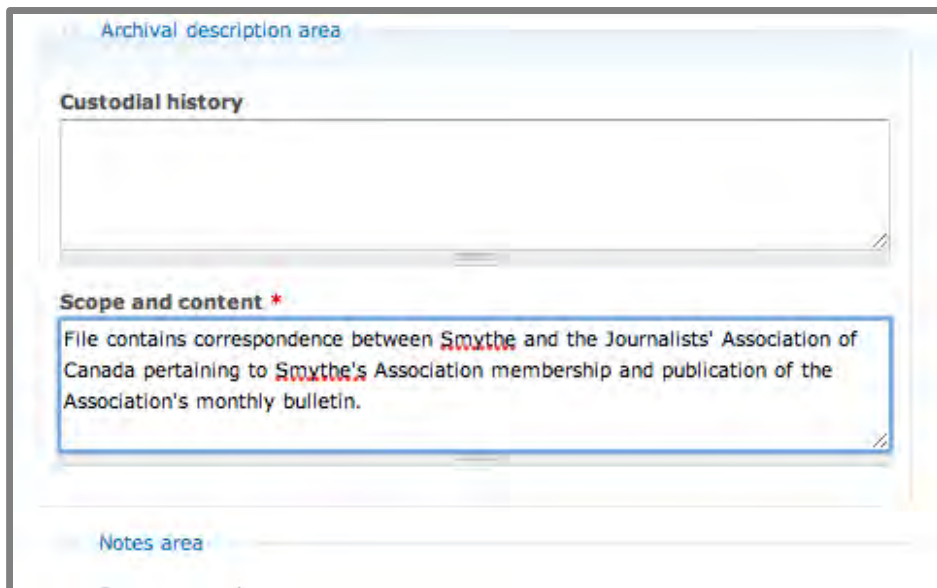 Archival description area
Custodial history
Scope and content *
File contains correspondence between Smythe and the Journalists' Association of
Canada pertaining to Smythe's Association membership and publication of the
Association's monthly bulletin.
Notes area